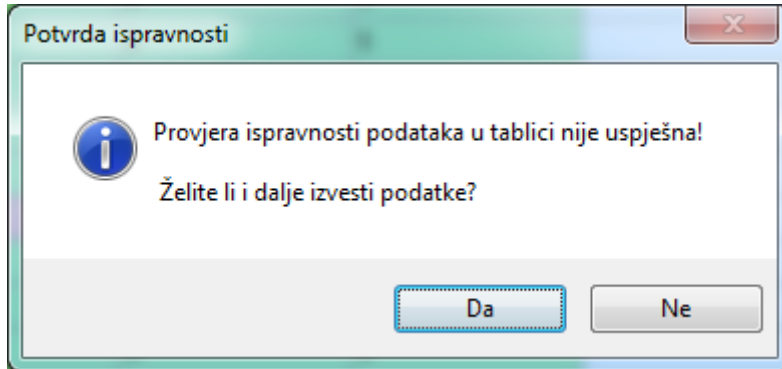 Potvrda ispravnosti
Provjera ispravnosti podataka u tablici nije uspješna!
Želite li i dalje izvesti podatke?
Da
Ne